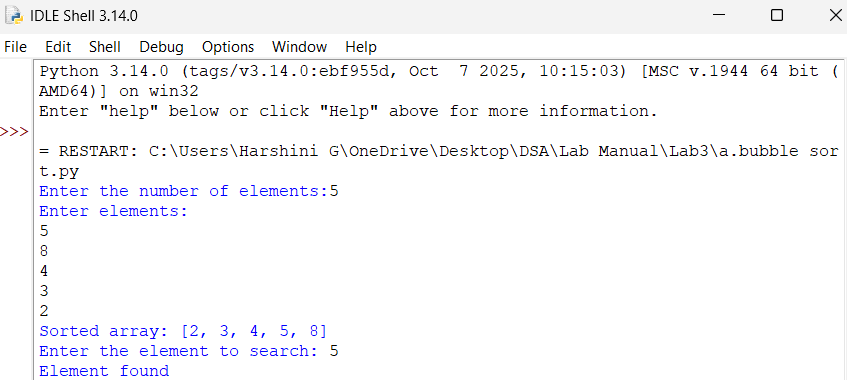 IDLE Shell 3.14.0
File Edit Shell Debug Options Window Help
Python 3.14.0 (tags/v3.14.0:ebf955d, Oct  7 2025, 10:15:03) [MSC v.1944 64 bit (
AMD64)] on win32
Enter "help" below or click "Help" above for more information.
>>>
= RESTART: C:\Users\Harshini G\OneDrive\Desktop\DSA\Lab Manual\Lab3\a.bubble sor
t.py
Enter the number of elements:5
Enter elements:
5
8
4
3
2
Sorted array: [2, 3, 4, 5, 8]
Enter the element to search: 5
Element found